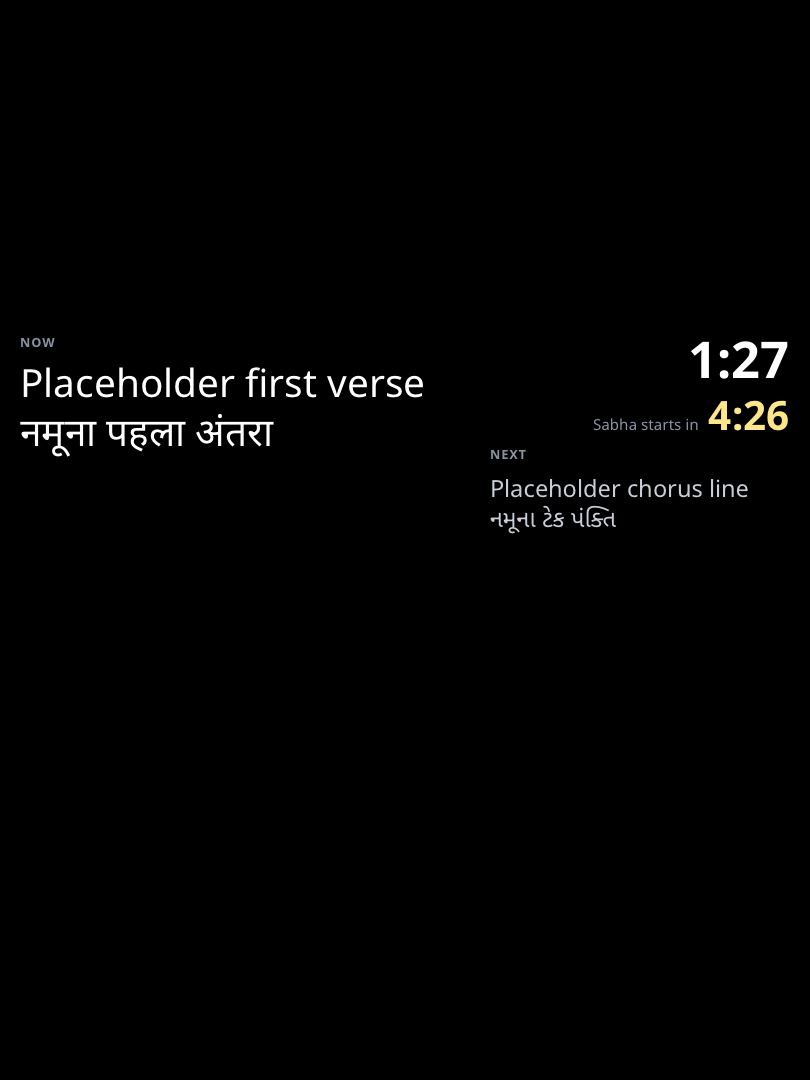 NOW
Placeholder first verse
नमूना पहला अंतरा
1:27
Sabha starts in 4:26
NEXT
Placeholder chorus line
નમૂના ટેક પંક્તિ